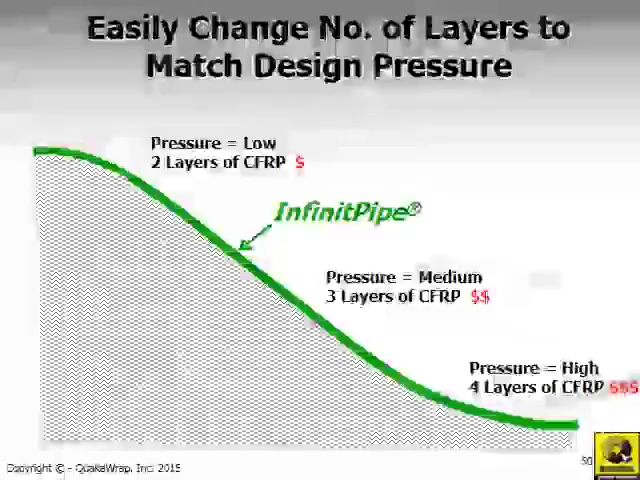 Easily Change No. of Layers to
Match Design Pressure
Pressure = Low
2 Layers of CFRP $
InfinitPipe®
Pressure = Medium
3 Layers of CFRP $$
Pressure = High
4 Layers of CFRP $$$
Copyright © - QuakeWrap, Inc. 2015
50